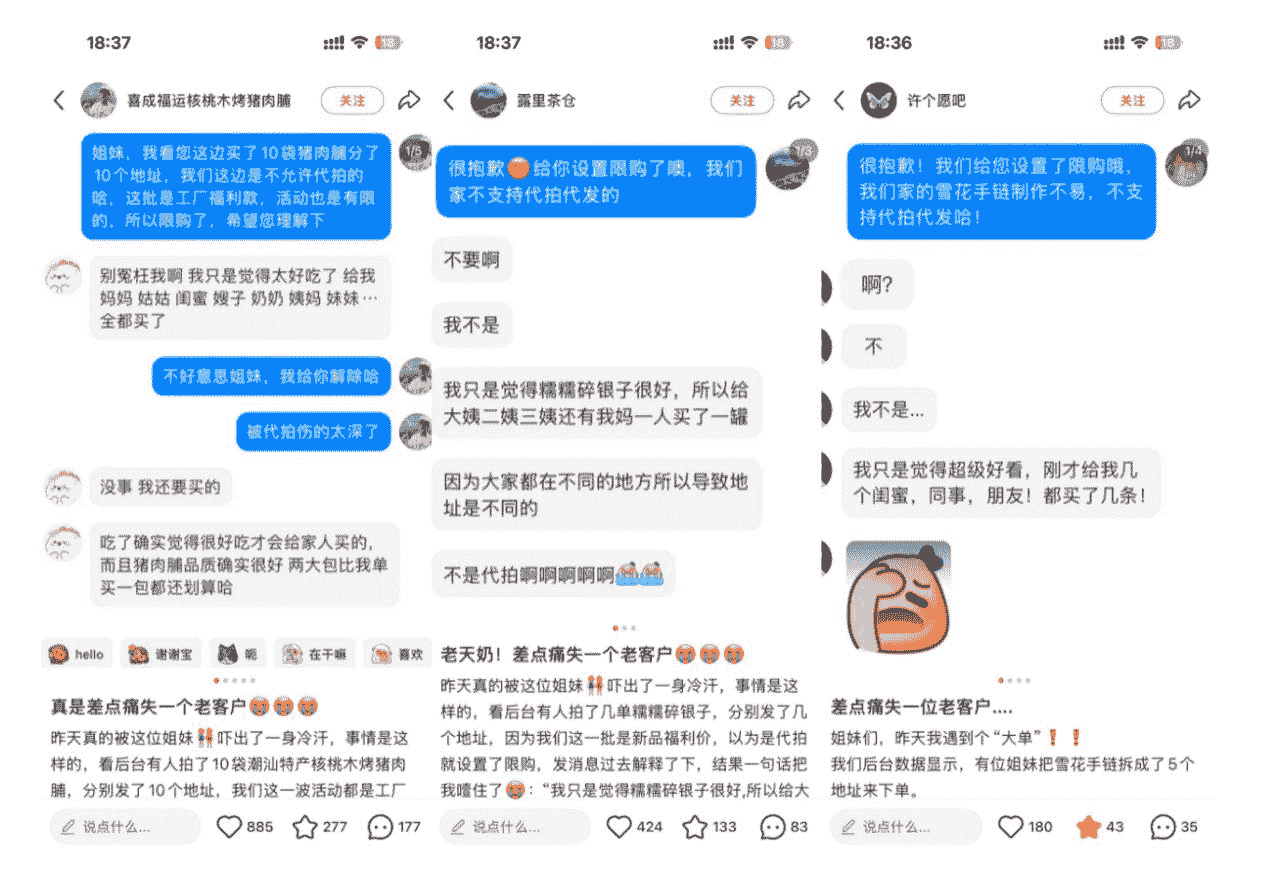 18:37
18
喜成福运核桃木烤猪肉脯
关注
1/5
姐妹，我看您这边买了10袋猪肉脯分了
10个地址，我们这边是不允许代拍的
哈，这批是工厂福利款，活动也是有限
的，所以限购了，希望您理解下
别冤枉我啊 我只是觉得太好吃了 给我
妈妈 姑姑 闺蜜 嫂子 奶奶 姨妈 妹妹…
全都买了
不好意思姐妹，我给你解除哈
被代拍伤的太深了
没事 我还要买的
吃了确实觉得很好吃才会给家人买的，
而且猪肉脯品质确实很好 两大包比我单
买一包都还划算哈
hello
谢谢宝
呃
在干嘛
喜欢
真是差点痛失一个老客户😭😭😭
昨天真的被这位姐妹👭吓出了一身冷汗，事情是这
样的，看后台有人拍了10袋潮汕特产核桃木烤猪肉
脯，分别发了10个地址，我们这一波活动都是工厂
说点什么...
885
277
177
18:37
18
露里茶仓
关注
1/3
很抱歉 给你设置限购了噢，我们
家不支持代拍代发的
不要啊
我不是
我只是觉得糯糯碎银子很好，所以给
大姨二姨三姨还有我妈一人买了一罐
因为大家都在不同的地方所以导致地
址是不同的
不是代拍啊啊啊啊啊
老天奶！差点痛失一个老客户😭😭😭
昨天真的被这位姐妹👭吓出了一身冷汗，事情是这
样的，看后台有人拍了几单糯糯碎银子，分别发了几
个地址，因为我们这一批是新品福利价，以为是代拍
就设置了限购，发消息过去解释了下，结果一句话把
我噎住了😭：“我只是觉得糯糯碎银子很好,所以给大
说点什么...
424
133
83
18:36
18
许个愿吧
关注
1/4
很抱歉！我们给您设置了限购哦，
我们家的雪花手链制作不易，不支
持代拍代发哈！
啊?
不
我不是...
我只是觉得超级好看，刚才给我几
个闺蜜，同事，朋友！都买了几条！
差点痛失一位老客户....
姐妹们，昨天我遇到个“大单”❗❗
我们后台数据显示，有位姐妹把雪花手链拆成了5个
地址来下单。
说点什么...
180
43
35